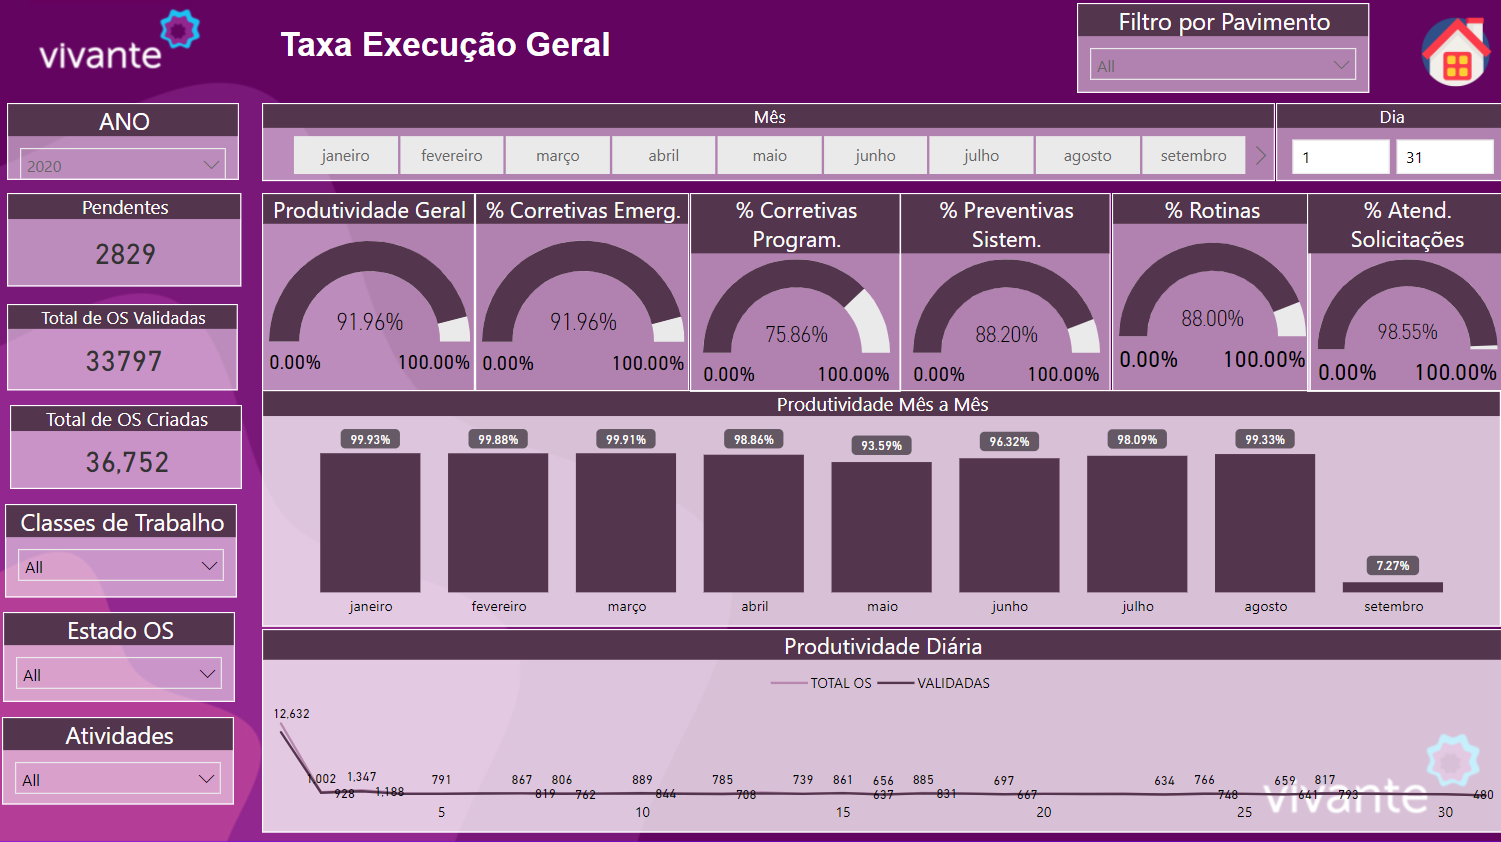 vivante
Taxa Execução Geral
Filtro por Pavimento
All
ANO
2020
Mês
janeiro fevereiro março abril maio junho julho agosto setembro
Dia
1 31
Pendentes
2829
Total de OS Validadas
33797
Total de OS Criadas
36,752
Classes de Trabalho
All
Estado OS
All
Atividades
All
Produtividade Geral
91.96%
0.00% 100.00%
% Corretivas Emerg.
91.96%
0.00% 100.00%
% Corretivas
Program.
75.86%
0.00% 100.00%
% Preventivas
Sistem.
88.20%
0.00% 100.00%
% Rotinas
88.00%
0.00% 100.00%
% Atend.
Solicitações
98.55%
0.00% 100.00%
Produtividade Mês a Mês
99.93% 99.88% 99.91% 98.86% 93.59% 96.32% 98.09% 99.33% 7.27%
janeiro fevereiro março abril maio junho julho agosto setembro
Produtividade Diária
TOTAL OS VALIDADAS
12,632
1,002 1,347 791 867 806 889 785 739 861 656 885 697 634 766 659 817
928 1,188 819 762 844 708 637 831 667 748 641 793 480
5 10 15 20 25 30
vivante